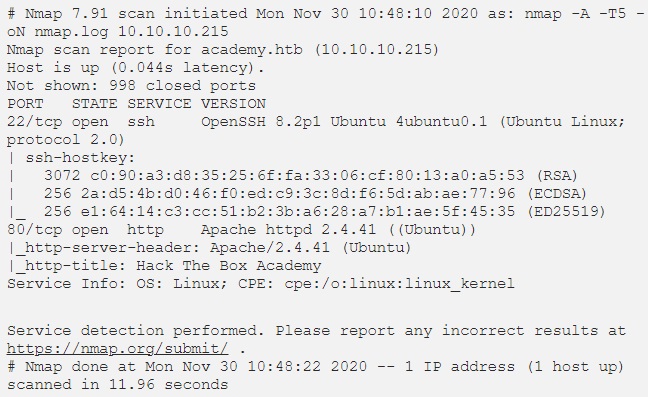 # Nmap 7.91 scan initiated Mon Nov 30 10:48:10 2020 as: nmap -A -T5 -
oN nmap.log 10.10.10.215
Nmap scan report for academy.htb (10.10.10.215)
Host is up (0.044s latency).
Not shown: 998 closed ports
PORT   STATE SERVICE VERSION
22/tcp open  ssh     OpenSSH 8.2p1 Ubuntu 4ubuntu0.1 (Ubuntu Linux;
protocol 2.0)
| ssh-hostkey:
|   3072 c0:90:a3:d8:35:25:6f:fa:33:06:cf:80:13:a0:a5:53 (RSA)
|   256 2a:d5:4b:d0:46:f0:ed:c9:3c:8d:f6:5d:ab:ae:77:96 (ECDSA)
|_  256 e1:64:14:c3:cc:51:b2:3b:a6:28:a7:b1:ae:5f:45:35 (ED25519)
80/tcp open  http    Apache httpd 2.4.41 ((Ubuntu))
|_http-server-header: Apache/2.4.41 (Ubuntu)
|_http-title: Hack The Box Academy
Service Info: OS: Linux; CPE: cpe:/o:linux:linux_kernel
Service detection performed. Please report any incorrect results at
https://nmap.org/submit/ .
# Nmap done at Mon Nov 30 10:48:22 2020 -- 1 IP address (1 host up)
scanned in 11.96 seconds